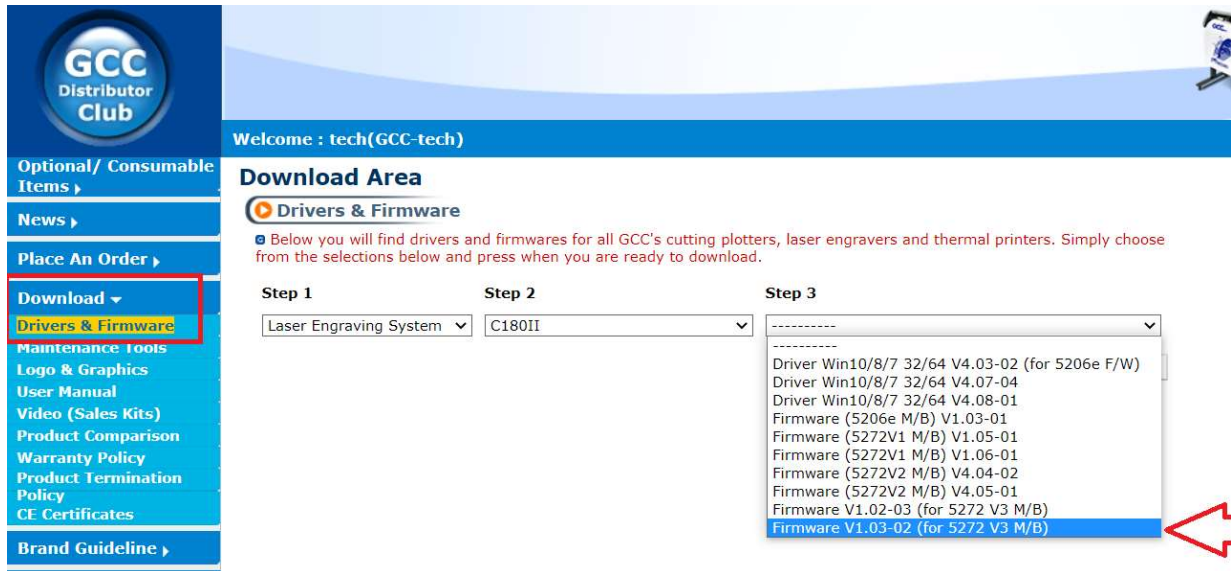 GCC
Distributor
Club
Welcome : tech(GCC-tech)
Optional/ Consumable
Items
News
Place An Order
Download
Drivers & Firmware
Maintenance Tools
Logo & Graphics
User Manual
Video (Sales Kits)
Product Comparison
Warranty Policy
Product Termination
Policy
CE Certificates
Brand Guideline
Download Area
Drivers & Firmware
Below you will find drivers and firmwares for all GCC's cutting plotters, laser engravers and thermal printers. Simply choose
from the selections below and press when you are ready to download.
Step 1 Step 2 Step 3
Laser Engraving System C180II ----------
----------
Driver Win10/8/7 32/64 V4.03-02 (for 5206e F/W)
Driver Win10/8/7 32/64 V4.07-04
Driver Win10/8/7 32/64 V4.08-01
Firmware (5206e M/B) V1.03-01
Firmware (5272V1 M/B) V1.05-01
Firmware (5272V1 M/B) V1.06-01
Firmware (5272V2 M/B) V4.04-02
Firmware (5272V2 M/B) V4.05-01
Firmware V1.02-03 (for 5272 V3 M/B)
Firmware V1.03-02 (for 5272 V3 M/B)